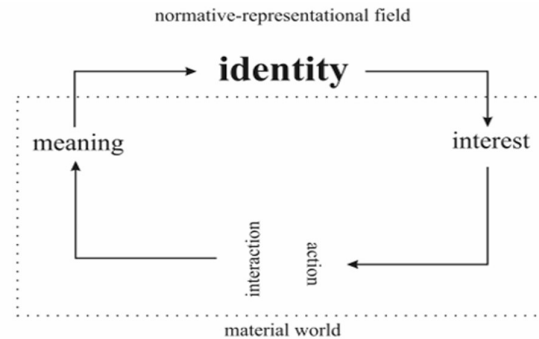 normative-representational field
identity
meaning
interest
interaction
action
material world